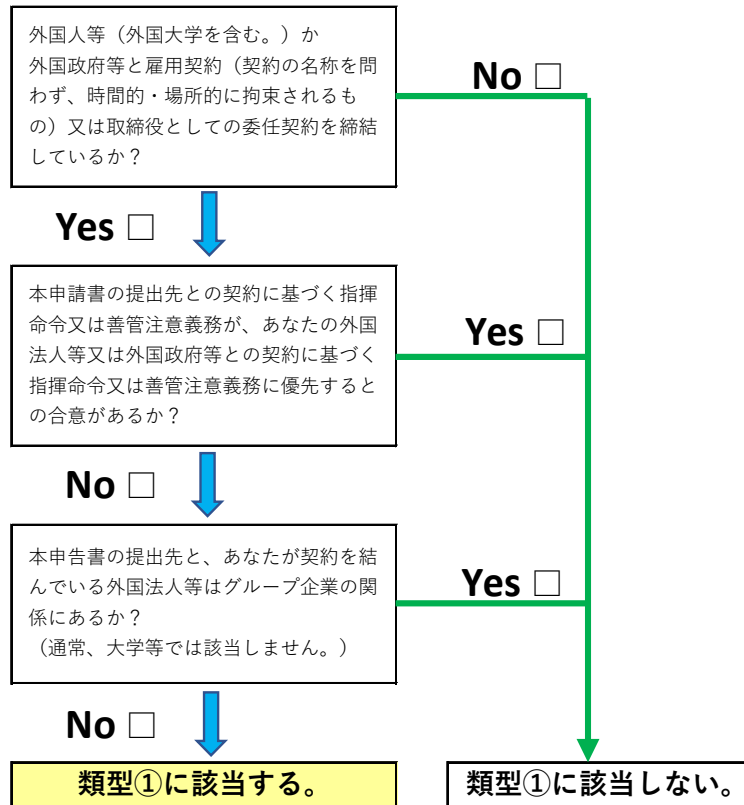 外国人等（外国大学を含む。）か
外国政府等と雇用契約（契約の名称を問
わず、時間的・場所的に拘束されるも
の）又は取締役としての委任契約を締結
しているか？
No □
Yes □
本申請書の提出先との契約に基づく指揮
命令又は善管注意義務が、あなたの外国
法人等又は外国政府等との契約に基づく
指揮命令又は善管注意義務に優先すると
の合意があるか？
Yes □
No □
本申告書の提出先と、あなたが契約を結
んでいる外国法人等はグループ企業の関
係にあるか？
（通常、大学等では該当しません。）
Yes □
No □
類型①に該当する。
類型①に該当しない。